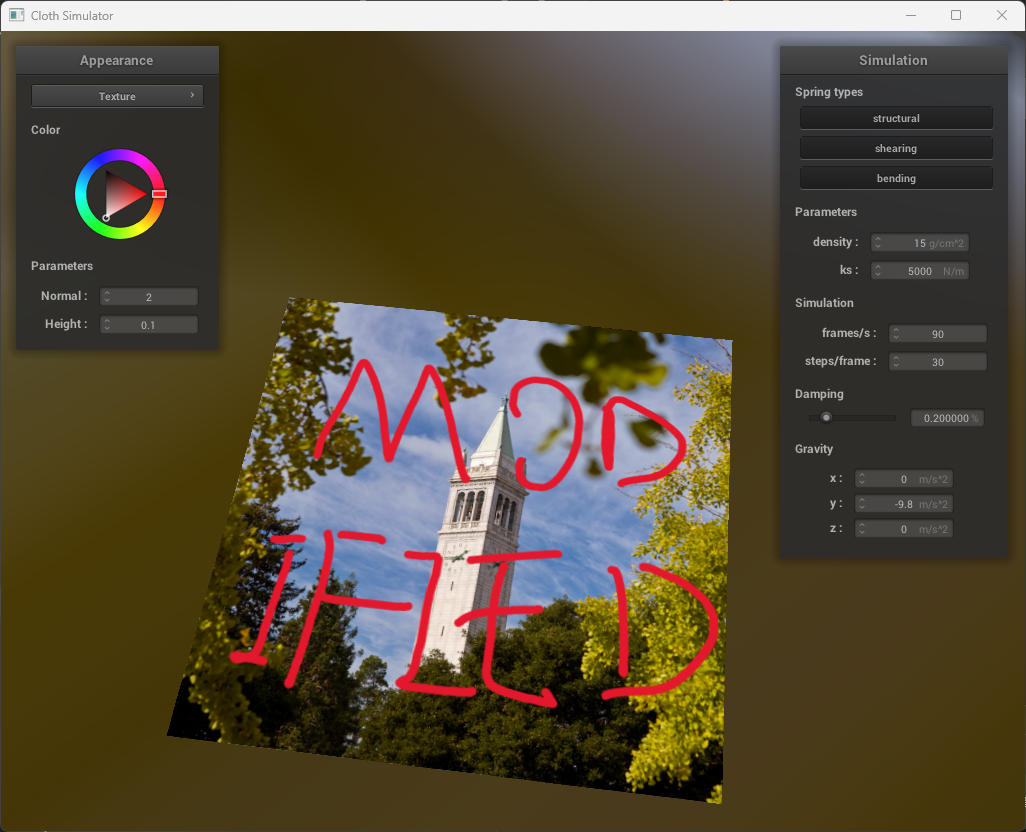 Cloth Simulator
Appearance
Texture
Color
Parameters
Normal : 2
Height : 0.1
Simulation
Spring types
structural
shearing
bending
Parameters
density : 15 g/cm^2
ks : 5000 N/m
Simulation
frames/s : 90
steps/frame : 30
Damping
0.200000 %
Gravity
x : 0 m/s^2
y : -9.8 m/s^2
z : 0 m/s^2
MOD
IFIED